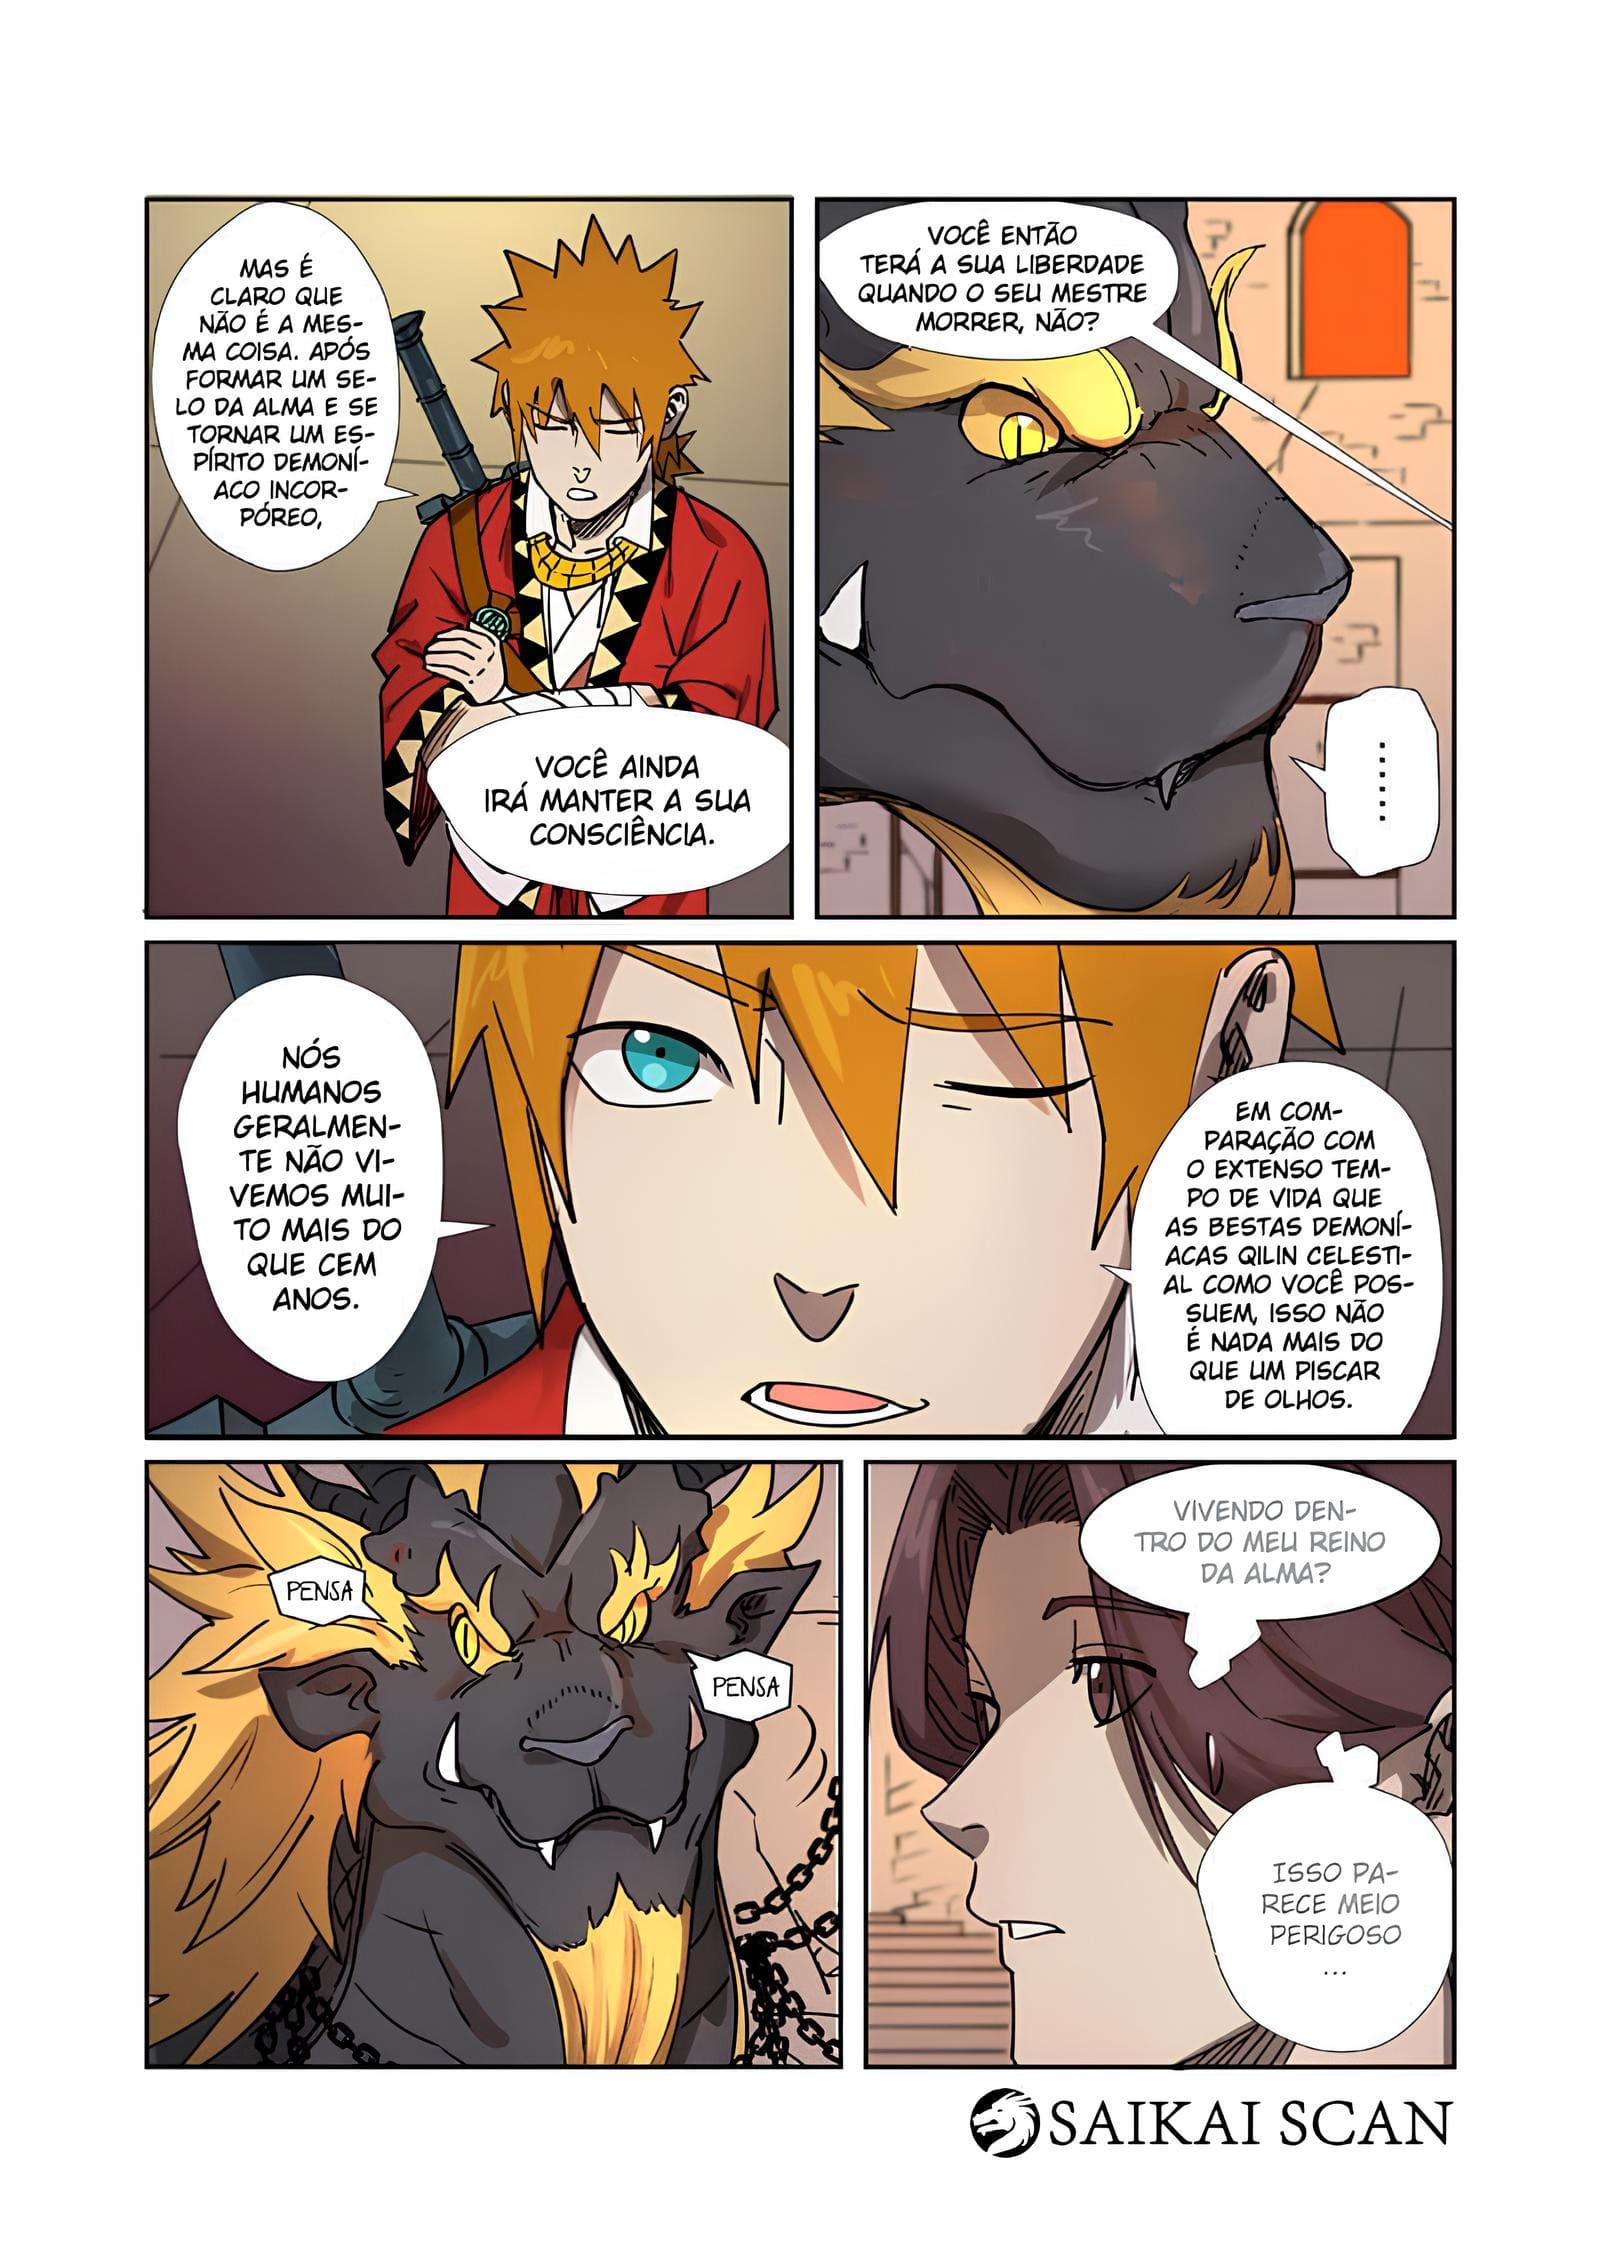 MAS É
CLARO QUE
NÃO É A MES-
MA COISA. APÓS
FORMAR UM SE-
LO DA ALMA E SE
TORNAR UM ES-
PÍRITO DEMONÍ-
ACO INCOR-
PÓREO,
VOCÊ AINDA
IRÁ MANTER A SUA
CONSCIÊNCIA.
VOCÊ ENTÃO
TERÁ A SUA LIBERDADE
QUANDO O SEU MESTRE
MORRER, NÃO?
......
NÓS
HUMANOS
GERALMEN-
TE NÃO VI-
VEMOS MUI-
TO MAIS DO
QUE CEM
ANOS.
EM COM-
PARAÇÃO COM
O EXTENSO TEM-
PO DE VIDA QUE
AS BESTAS DEMONÍ-
ACAS QILIN CELESTI-
AL COMO VOCÊ POS-
SUEM, ISSO NÃO
É NADA MAIS DO
QUE UM PISCAR
DE OLHOS.
PENSA
PENSA
VIVENDO DEN-
TRO DO MEU REINO
DA ALMA?
ISSO PA-
RECE MEIO
PERIGOSO
...
SAIKAI SCAN